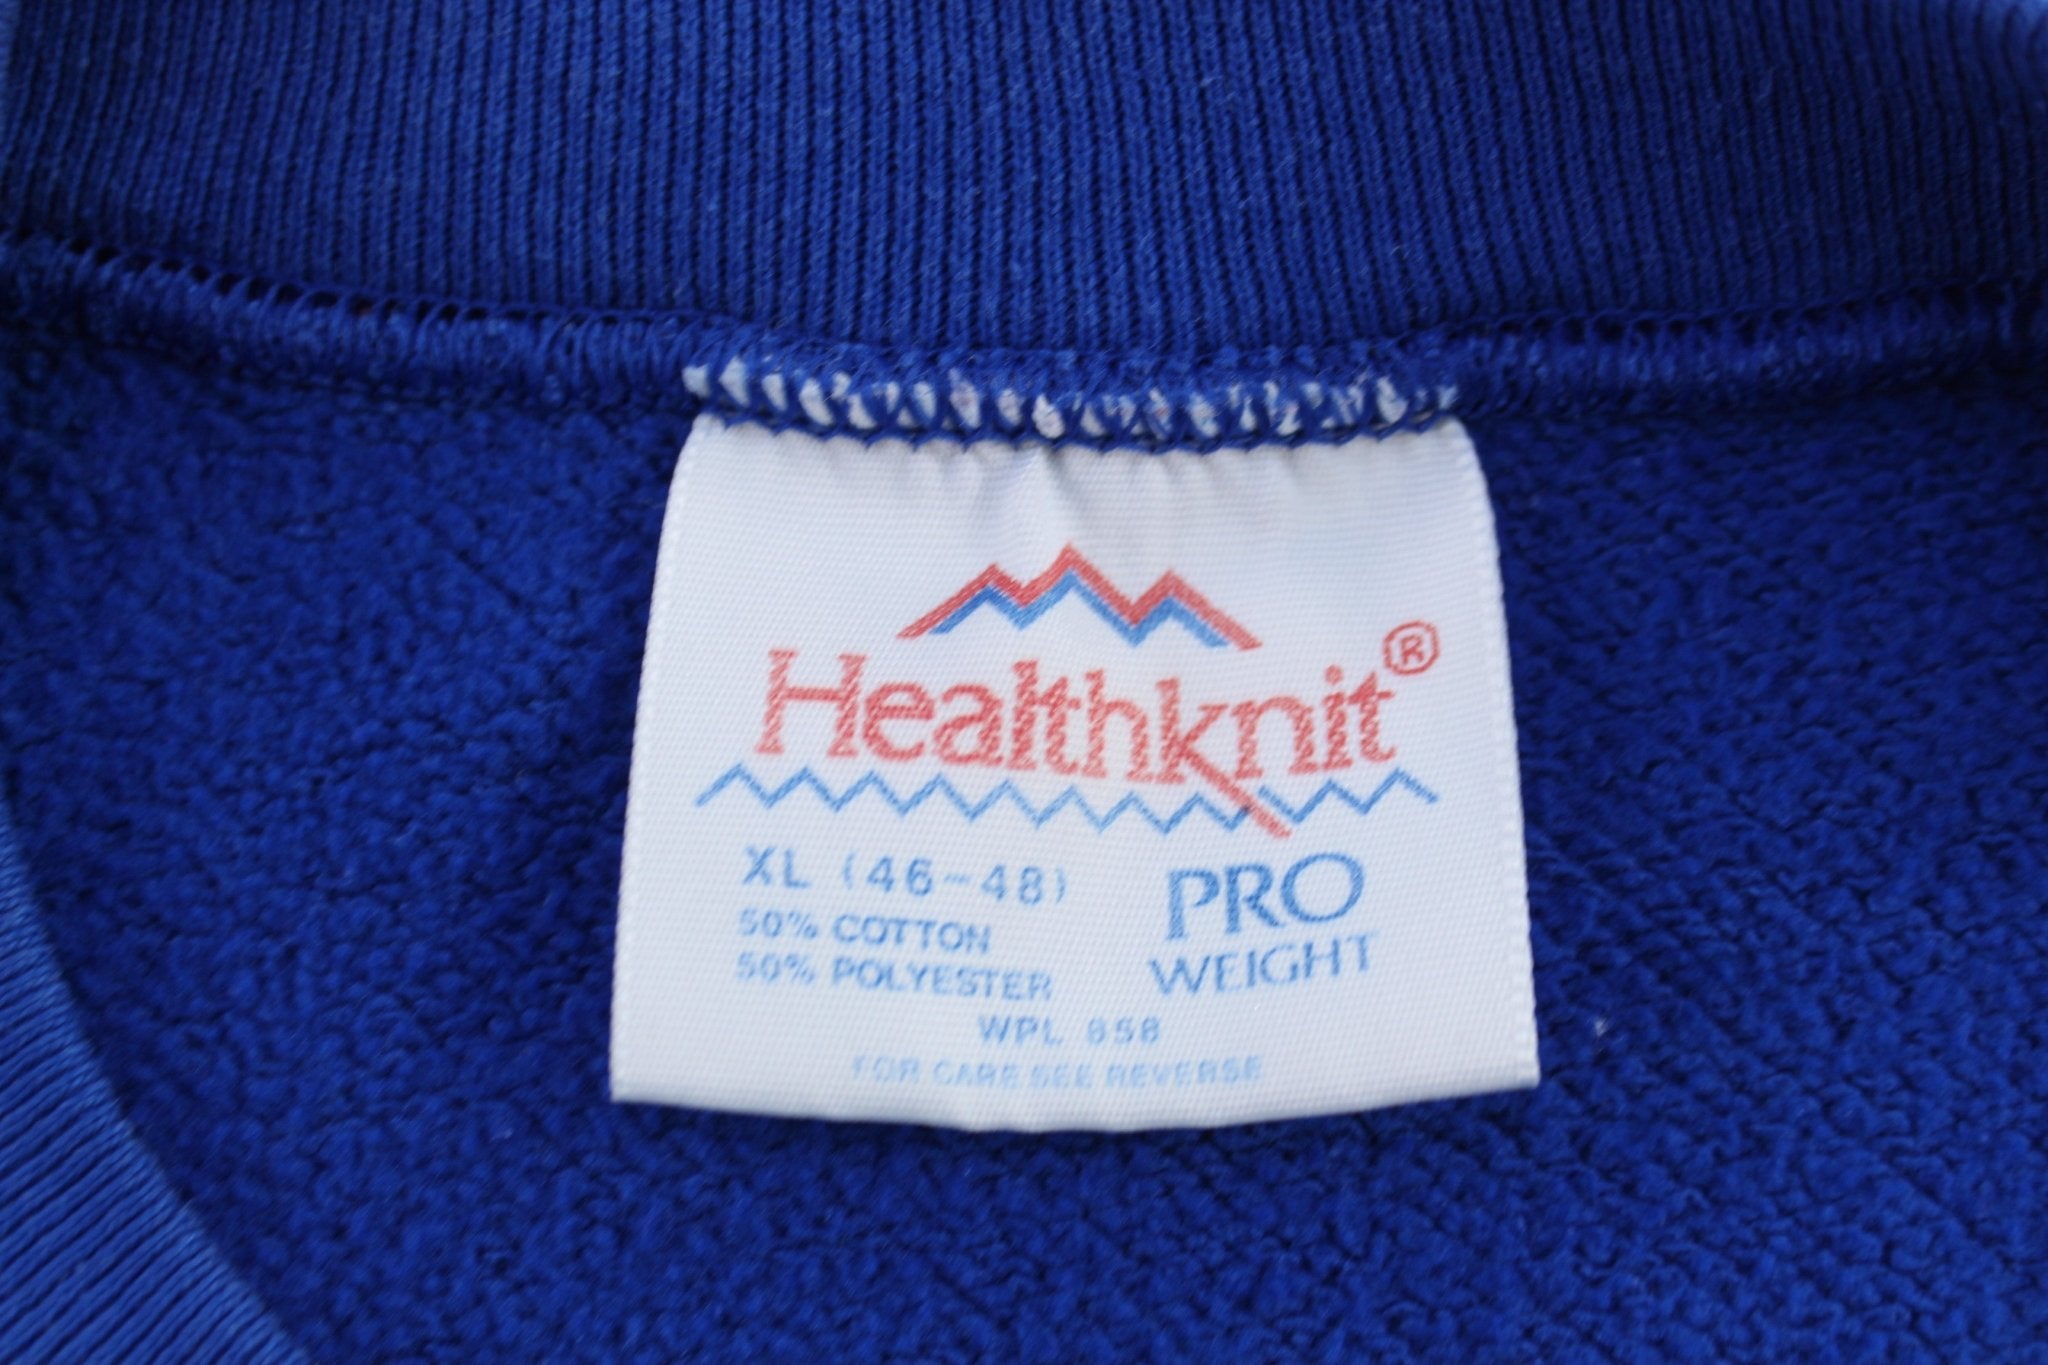 Healthknit®
XL (46-48)
50% COTTON
50% POLYESTER
PRO
WEIGHT
WPL 858
FOR CARE SEE REVERSE